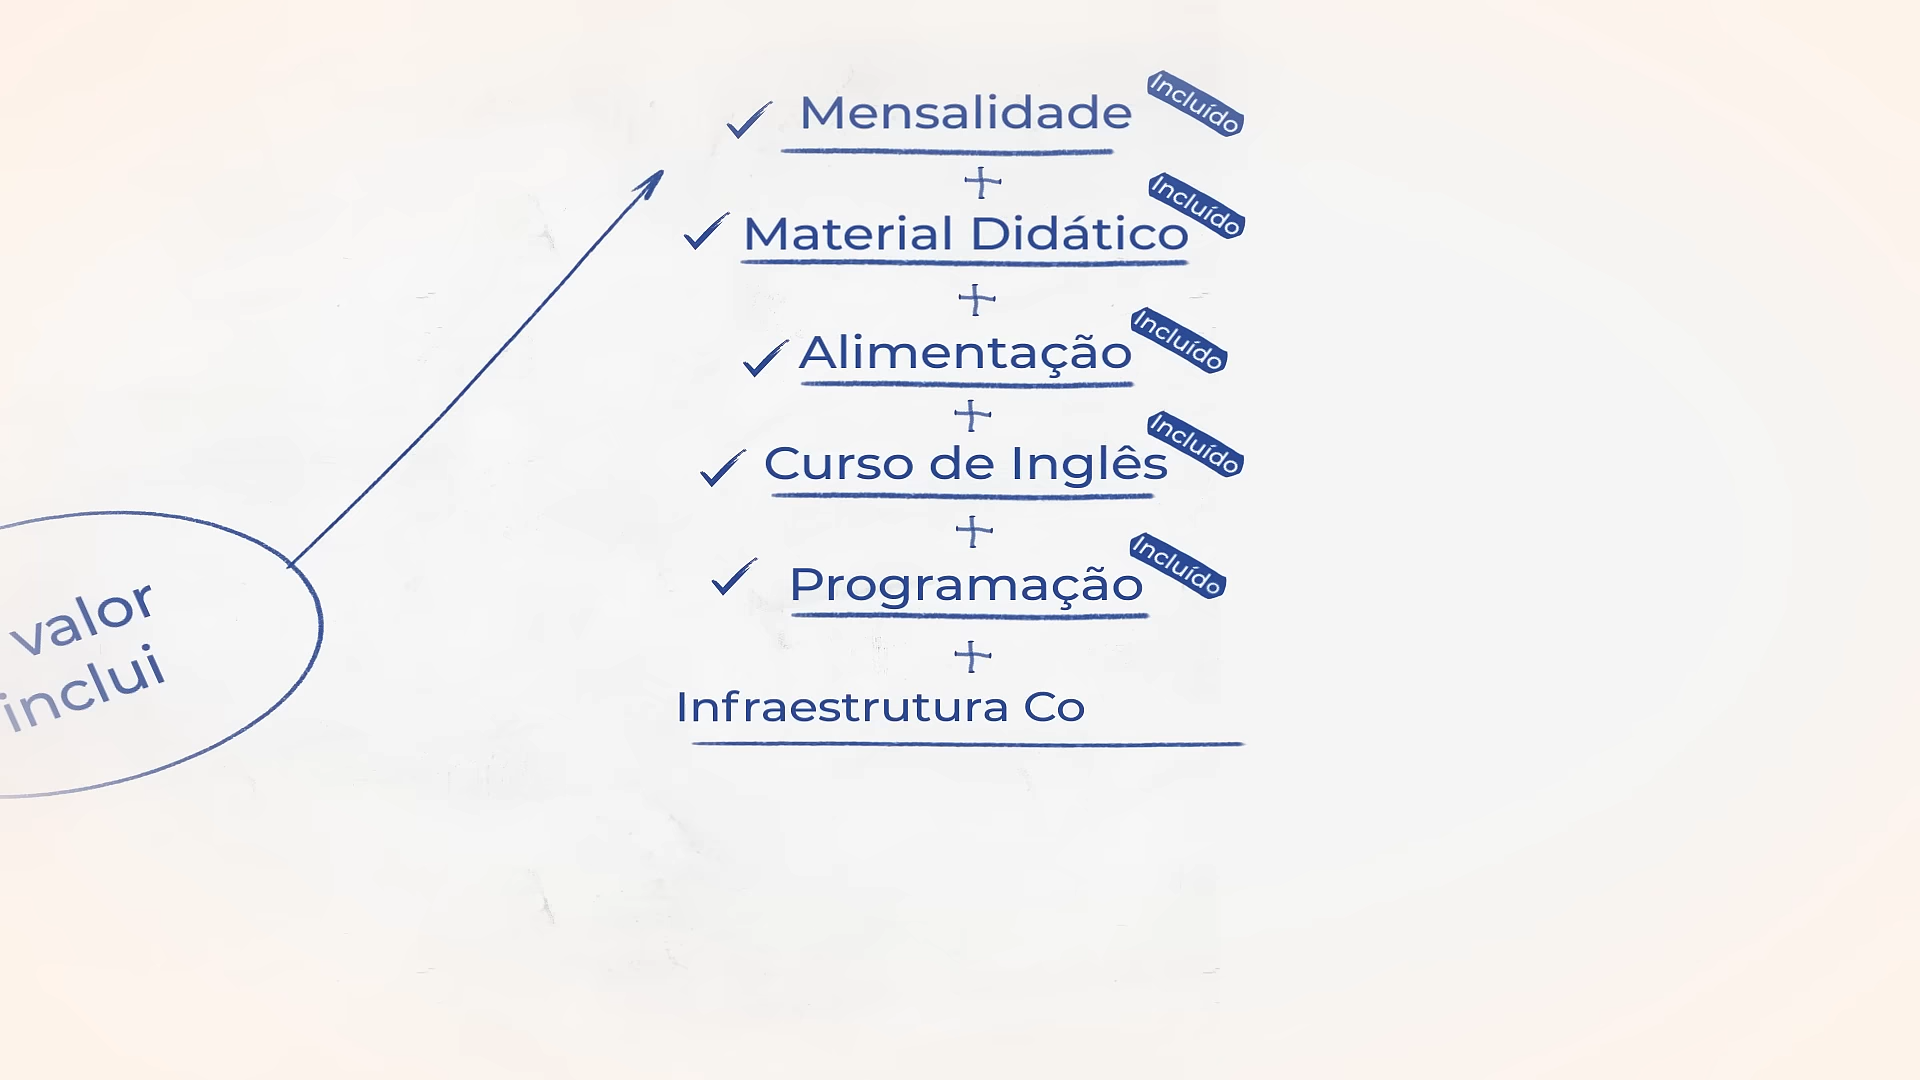 Mensalidade
Incluído
+
Material Didático
Incluído
+
Alimentação
Incluído
+
Curso de Inglês
Incluído
+
Programação
Incluído
+
Infraestrutura Co
valor
inclui